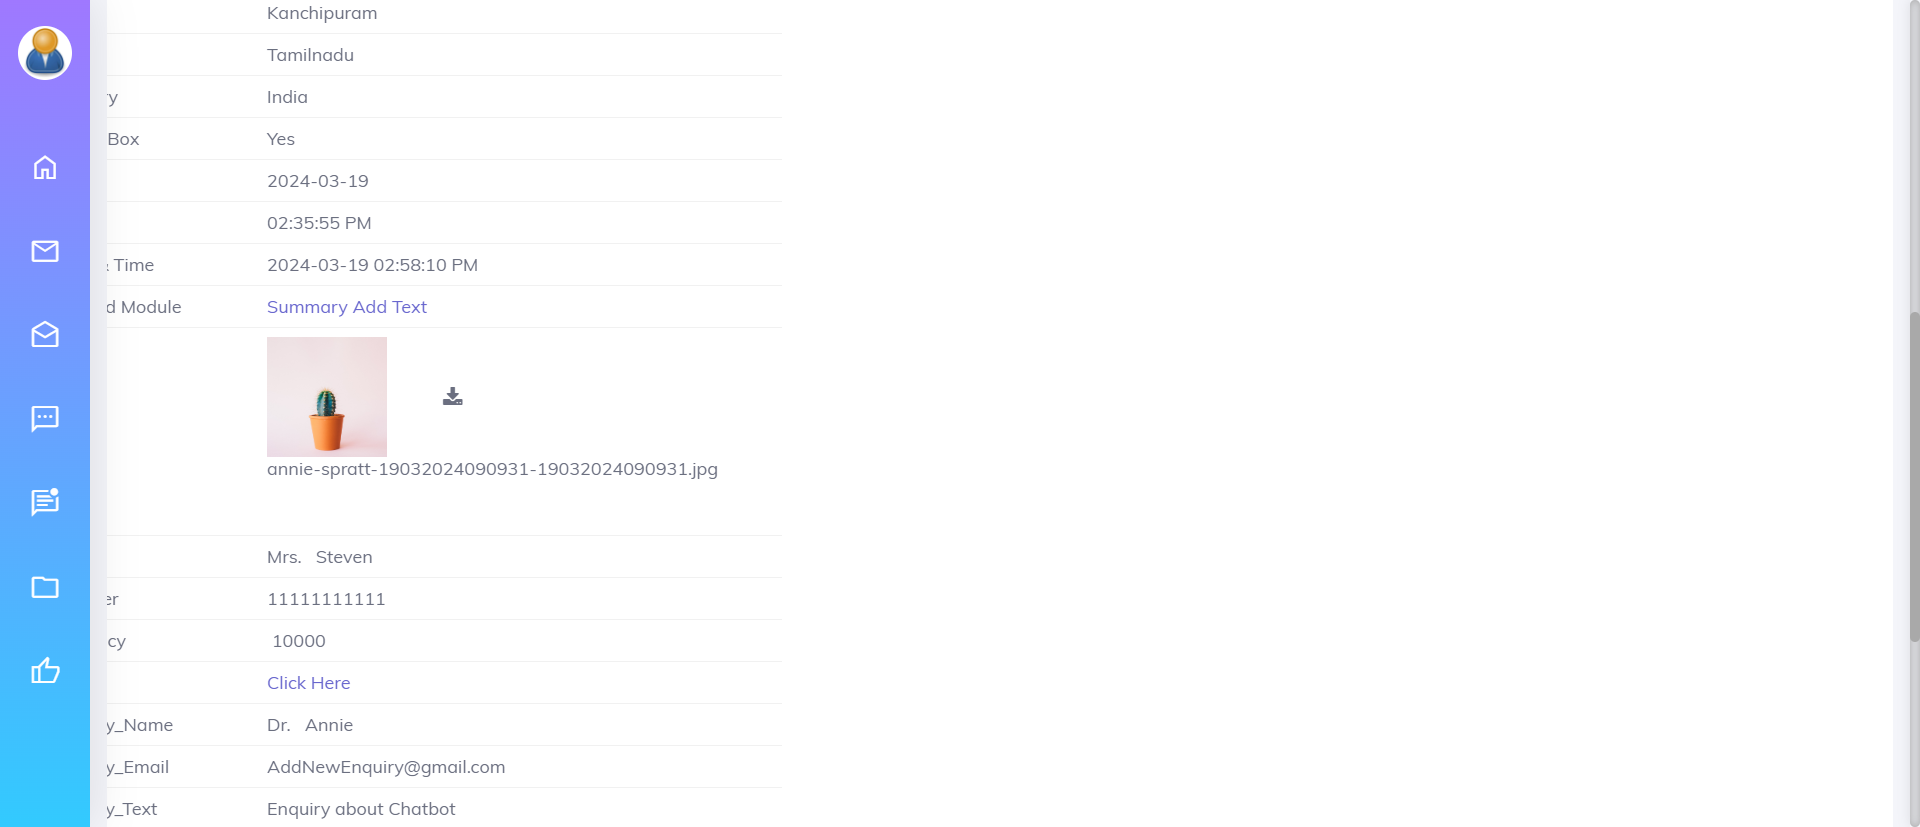 Kanchipuram
Tamilnadu
India
Box Yes
2024-03-19
02:35:55 PM
Time 2024-03-19 02:58:10 PM
Module Summary Add Text
annie-spratt-19032024090931-19032024090931.jpg
Mrs. Steven
11111111111
10000
Click Here
y_Name Dr. Annie
y_Email AddNewEnquiry@gmail.com
y_Text Enquiry about Chatbot